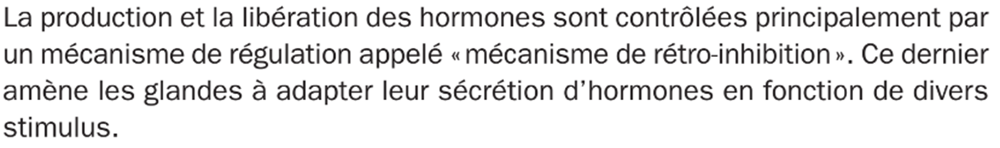 La production et la libération des hormones sont contrôlées principalement par
un mécanisme de régulation appelé «mécanisme de rétro-inhibition». Ce dernier
amène les glandes à adapter leur sécrétion d’hormones en fonction de divers
stimulus.